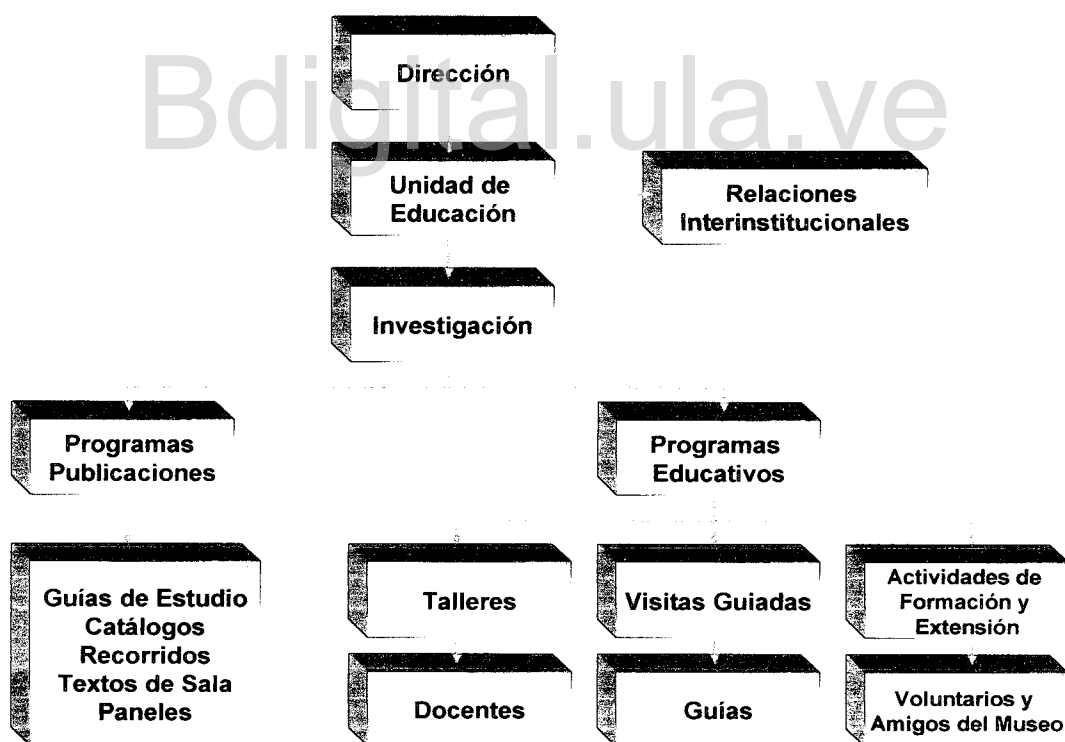 Bdigital.ula.ve
Dirección
Unidad de
Educación
Relaciones
Interinstitucionales
Investigación
Programas
Publicaciones
Programas
Educativos
Guías de Estudio
Catálogos
Recorridos
Textos de Sala
Paneles
Talleres
Visitas Guiadas
Actividades de
Formación y
Extensión
Docentes
Guías
Voluntarios y
Amigos del Museo